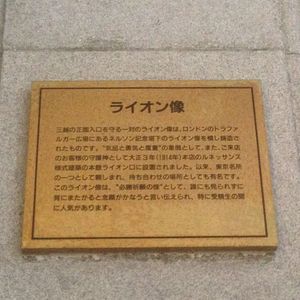 ライオン像
三越の正面入口を守る一対のライオン像は、ロンドンのトラファ
ルガー広場にあるネルソン記念塔下のライオン像を模し鋳造さ
れたものです。“気品と勇気と度量”の象徴として、また、ご来店
のお客様の守護神として大正3年(1914年)本店のルネッサンス
様式建築の本館ライオン口に設置されました。以来、東京名所
の一つとして親しまれ、待ち合わせの場所としても有名です。
このライオン像は、“必勝祈願の像”として、誰にも見られずに
背にまたがると念願がかなうと言い伝えられ、特に受験生の間
に人気があります。